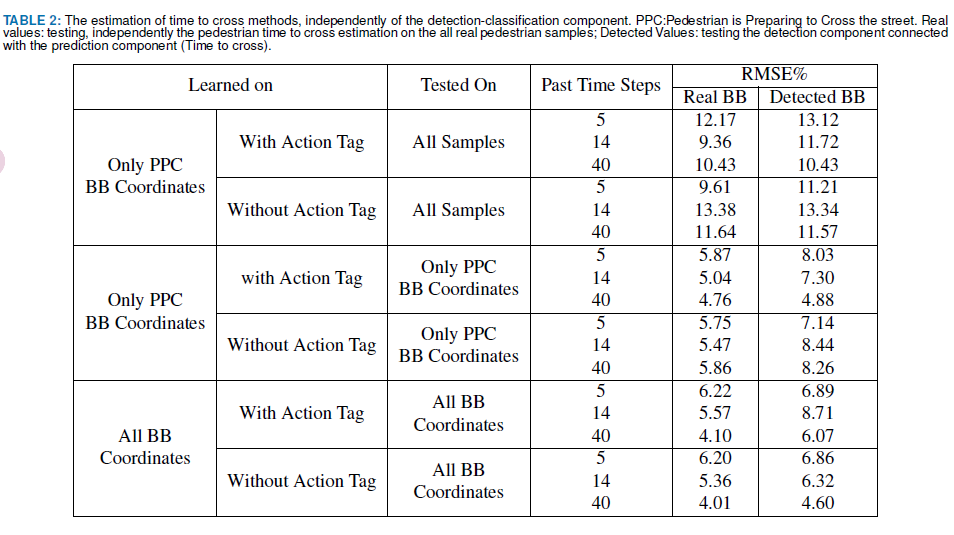 TABLE 2: The estimation of time to cross methods, independently of the detection-classification component. PPC:Pedestrian is Preparing to Cross the street. Real
values: testing, independently the pedestrian time to cross estimation on the all real pedestrian samples; Detected Values: testing the detection component connected
with the prediction component (Time to cross).
Learned on Tested On Past Time Steps RMSE%
Real BB Detected BB
Only PPC
BB Coordinates
With Action Tag All Samples
5 12.17 13.12
14 9.36 11.72
40 10.43 10.43
Without Action Tag All Samples
5 9.61 11.21
14 13.38 13.34
40 11.64 11.57
Only PPC
BB Coordinates
with Action Tag
Only PPC
BB Coordinates
5 5.87 8.03
14 5.04 7.30
40 4.76 4.88
Without Action Tag
Only PPC
BB Coordinates
5 5.75 7.14
14 5.47 8.44
40 5.86 8.26
All BB
Coordinates
With Action Tag
All BB
Coordinates
5 6.22 6.89
14 5.57 8.71
40 4.10 6.07
Without Action Tag
All BB
Coordinates
5 6.20 6.86
14 5.36 6.32
40 4.01 4.60